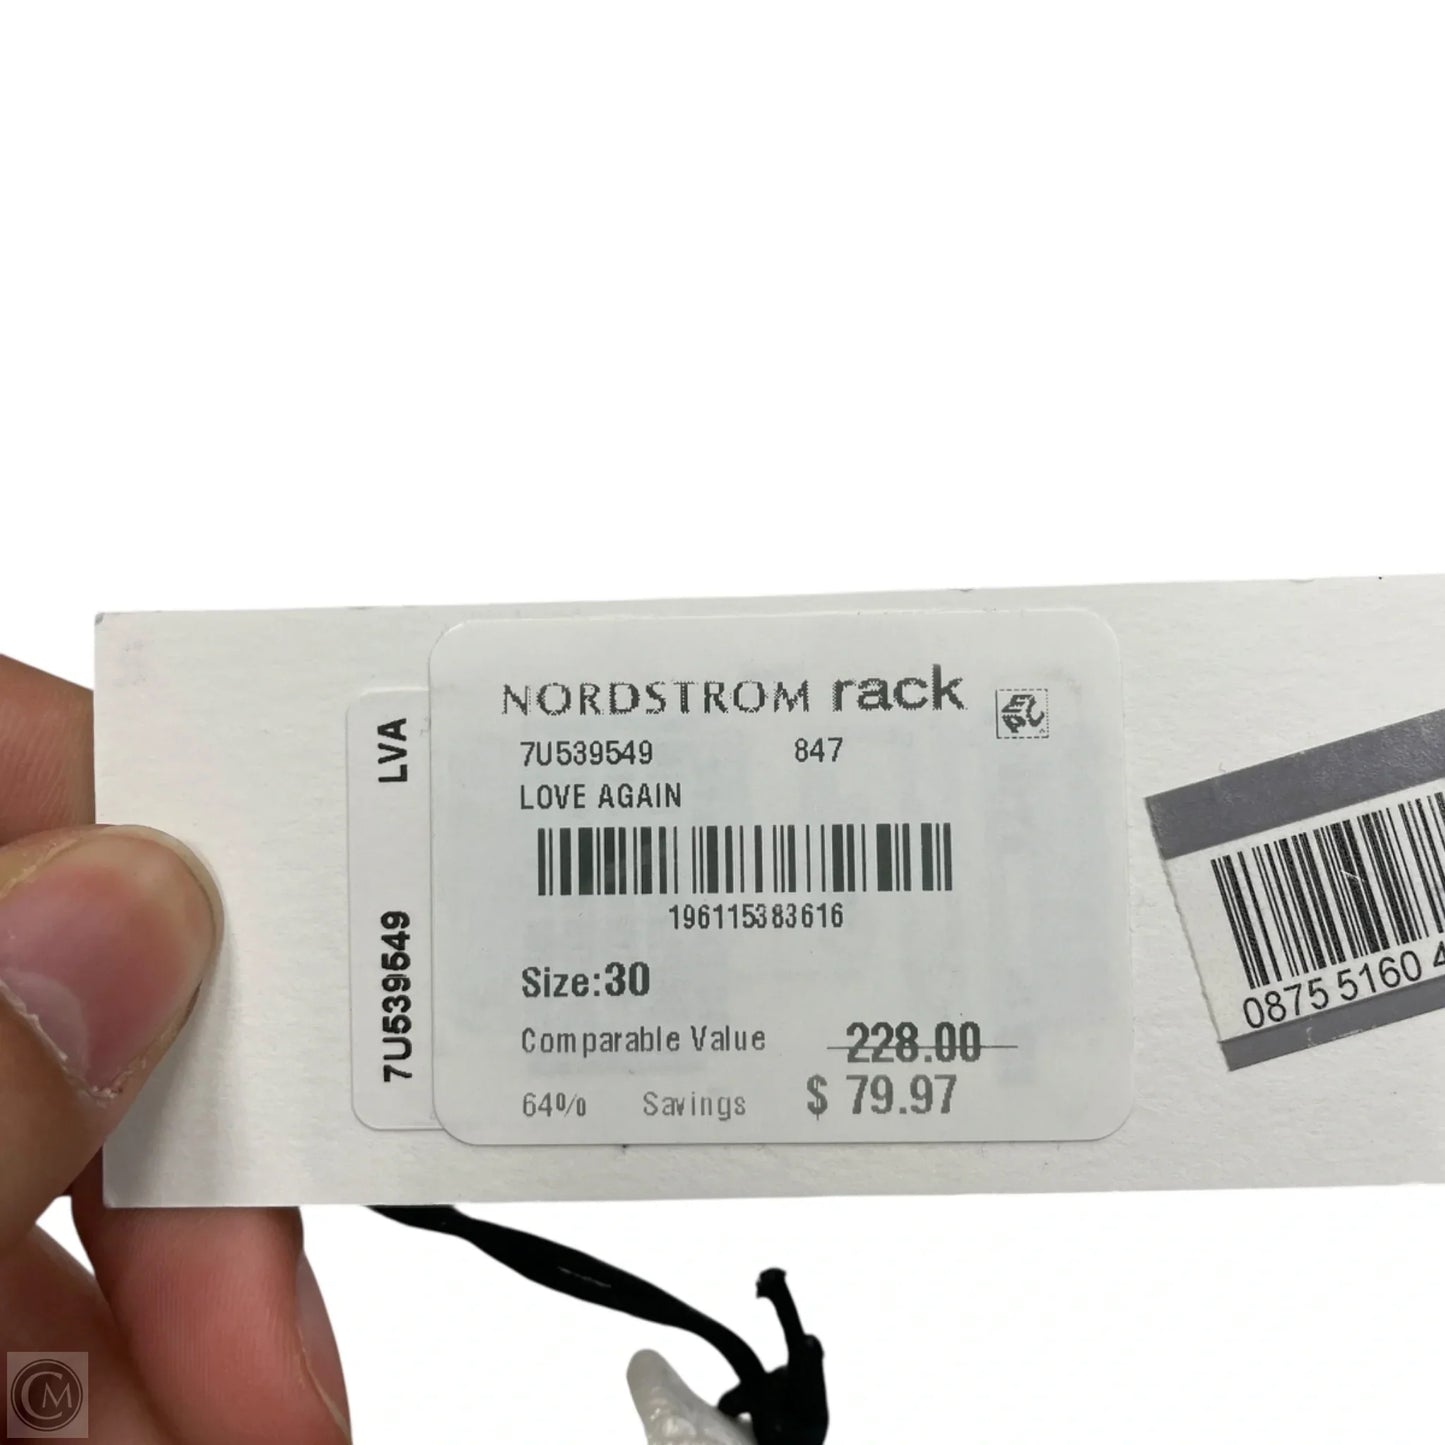 NORDSTROM rack
7U539549 847
LOVE AGAIN
196115383616
Size:30
Comparable Value 228.00
64% Savings $ 79.97
LVA
7U539549
0875 5160 4
CM